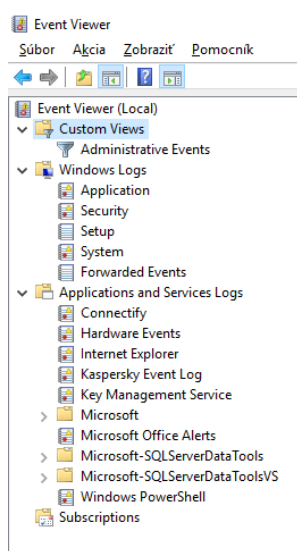 Event Viewer
Súbor Akcia Zobraziť Pomocník
Event Viewer (Local)
Custom Views
Administrative Events
Windows Logs
Application
Security
Setup
System
Forwarded Events
Applications and Services Logs
Connectify
Hardware Events
Internet Explorer
Kaspersky Event Log
Key Management Service
Microsoft
Microsoft Office Alerts
Microsoft-SQLServerDataTools
Microsoft-SQLServerDataToolsVS
Windows PowerShell
Subscriptions